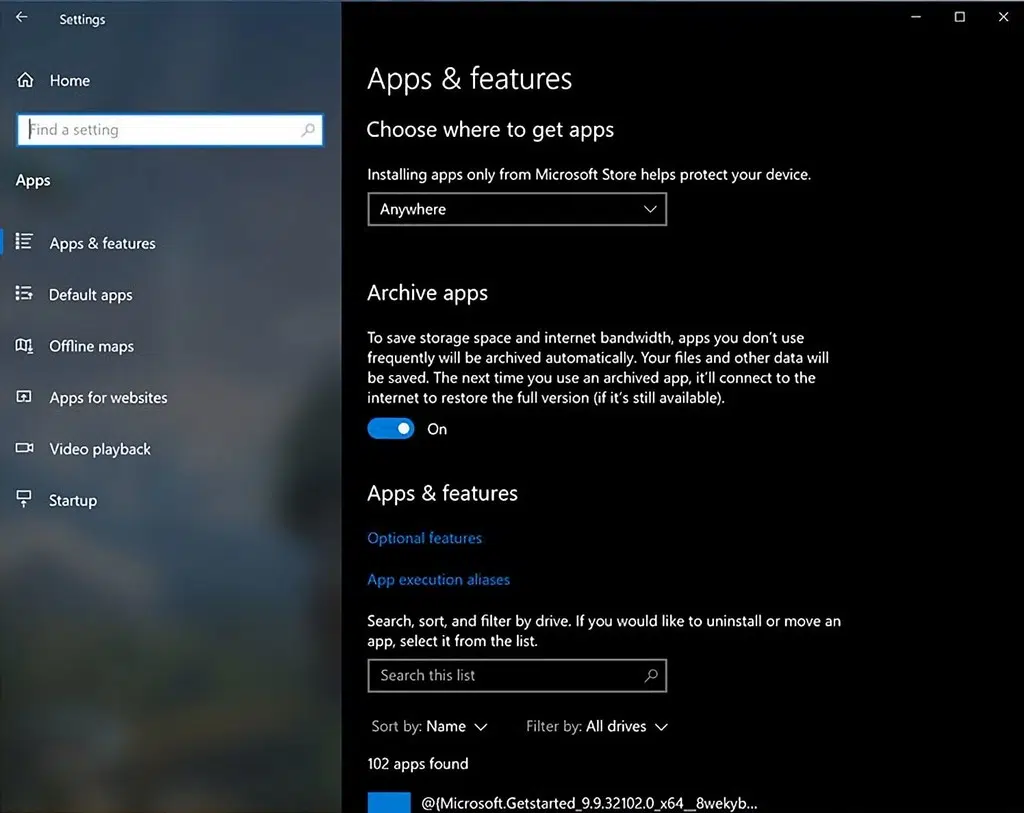 Settings
Home
Find a setting
Apps
Apps & features
Default apps
Offline maps
Apps for websites
Video playback
Startup
Apps & features
Choose where to get apps
Installing apps only from Microsoft Store helps protect your device.
Anywhere
Archive apps
To save storage space and internet bandwidth, apps you don't use
frequently will be archived automatically. Your files and other data will
be saved. The next time you use an archived app, it'll connect to the
internet to restore the full version (if it's still available).
On
Apps & features
Optional features
App execution aliases
Search, sort, and filter by drive. If you would like to uninstall or move an
app, select it from the list.
Search this list
Sort by: Name Filter by: All drives
102 apps found
@{Microsoft.Getstarted_9.9.32102.0_x64__8wekyb...